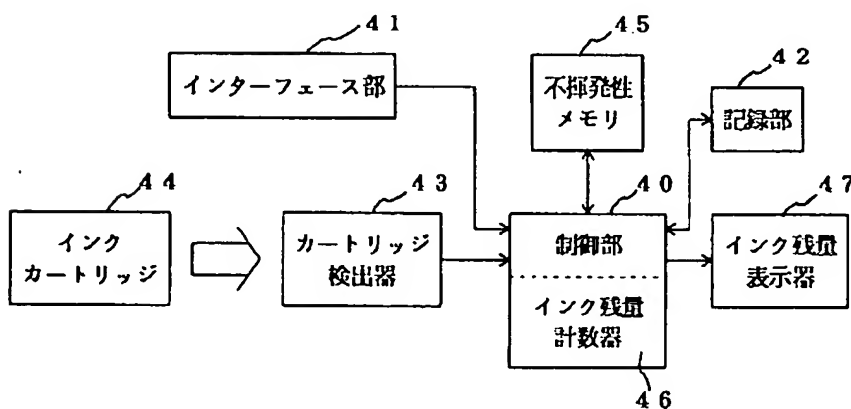 41
インターフェース部
45
不揮発性
メモリ
42
記録部
44
インク
カートリッジ
43
カートリッジ
検出器
40
制御部
インク残量
計数器
46
47
インク残量
表示器